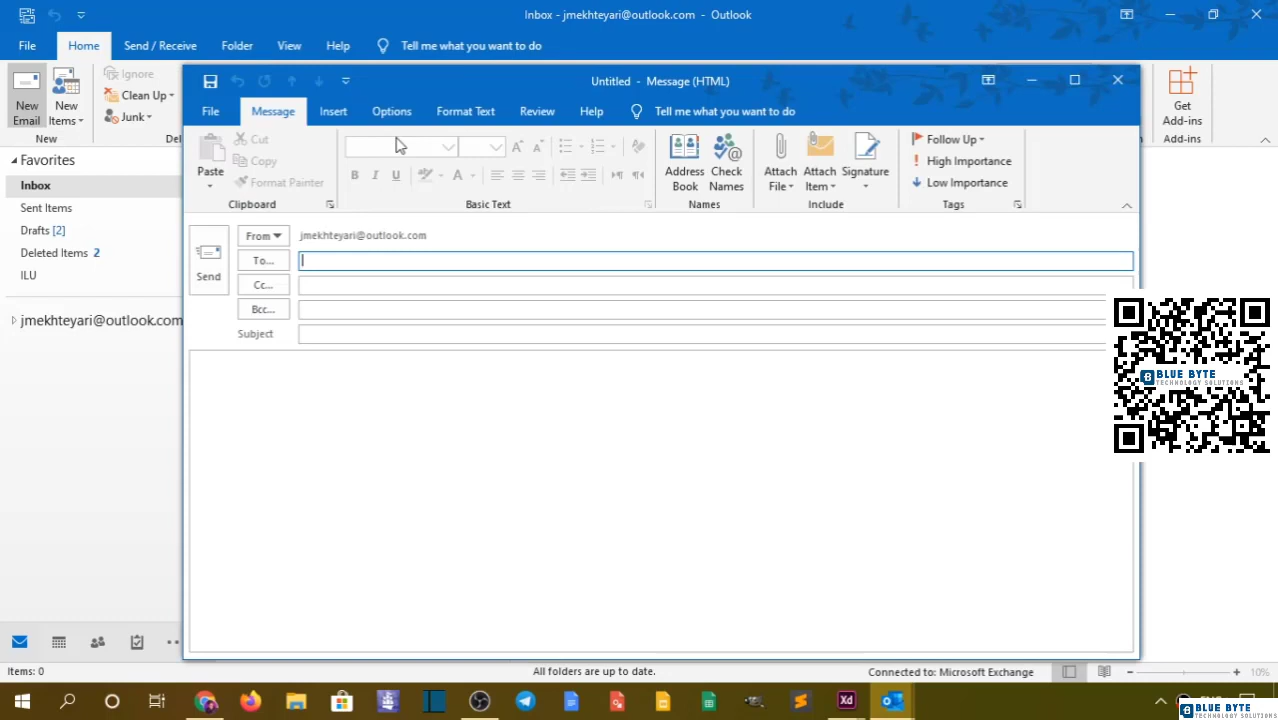 Inbox - jmekhteyari@outlook.com - Outlook
File Home Send / Receive Folder View Help Tell me what you want to do
New Email
New Items
Ignore
Clean Up
Junk
New
Del
Get Add-ins
Add-ins
Favorites
Inbox
Sent Items
Drafts [2]
Deleted Items 2
ILU
jmekhteyari@outlook.com
Untitled - Message (HTML)
File Message Insert Options Format Text Review Help Tell me what you want to do
Paste
Cut
Copy
Format Painter
Clipboard
B I U A
Basic Text
Address Book
Check Names
Names
Attach File
Attach Item
Signature
Include
Follow Up
High Importance
Low Importance
Tags
Send
From jmekhteyari@outlook.com
To...
Cc...
Bcc...
Subject
BLUE BYTE
TECHNOLOGY SOLUTIONS
Items: 0
All folders are up to date.
Connected to: Microsoft Exchange
10%
Xd
BLUE BYTE
TECHNOLOGY SOLUTIONS